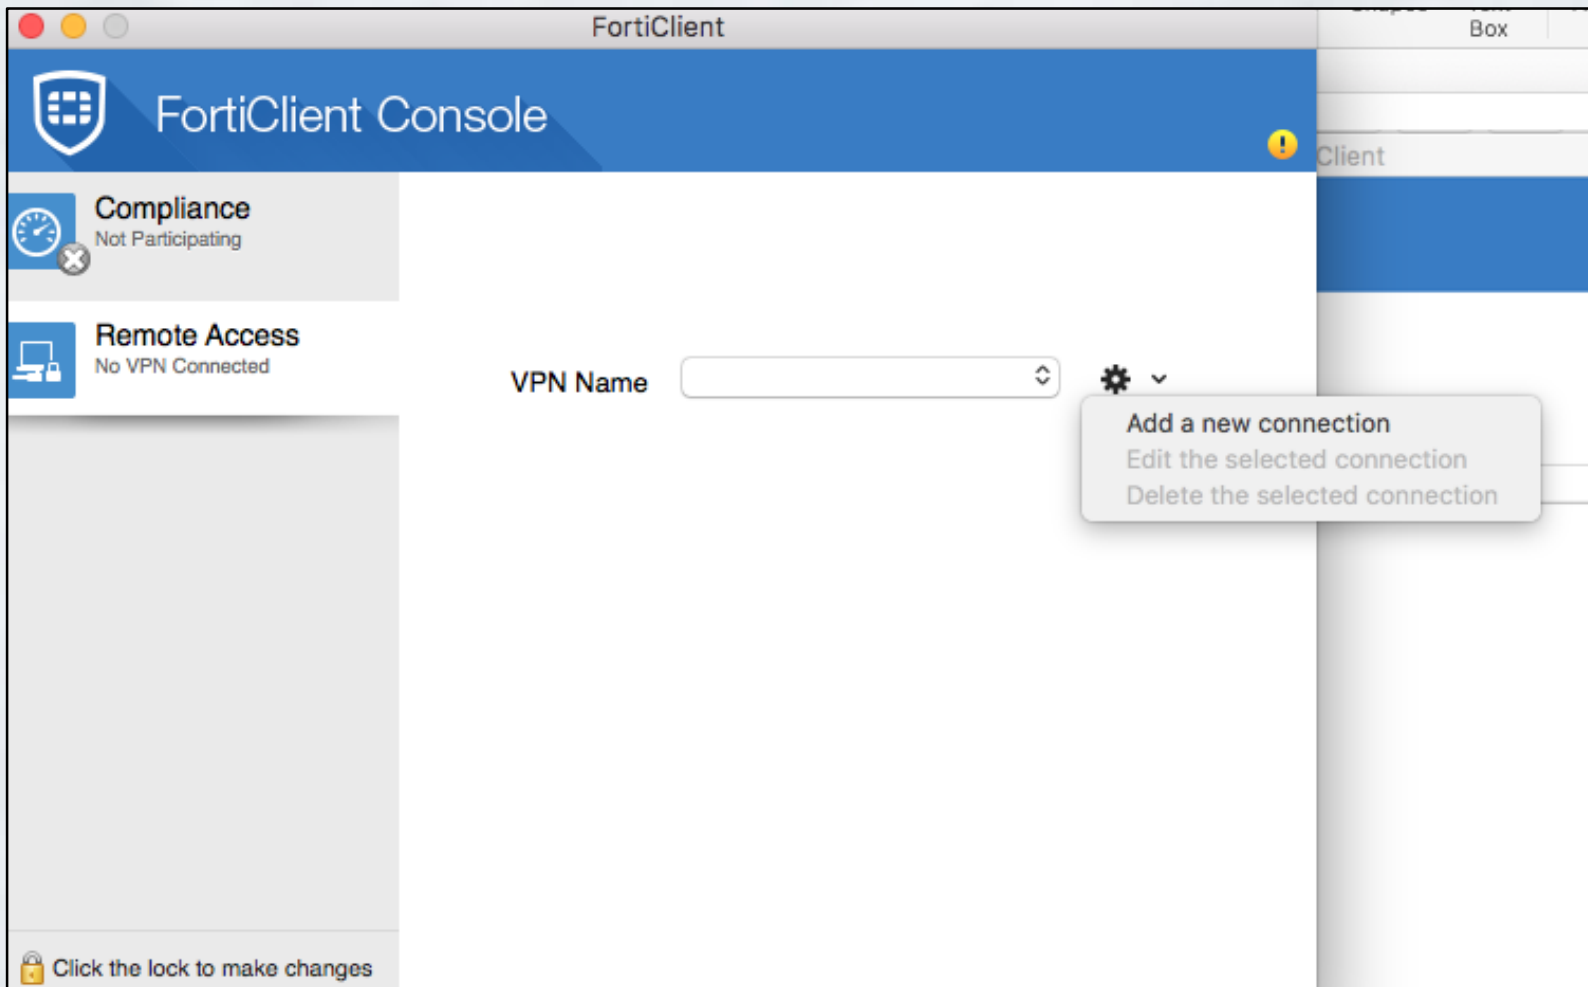 FortiClient
Box
FortiClient Console
Client
Compliance
Not Participating
Remote Access
No VPN Connected
VPN Name
Add a new connection
Edit the selected connection
Delete the selected connection
Click the lock to make changes